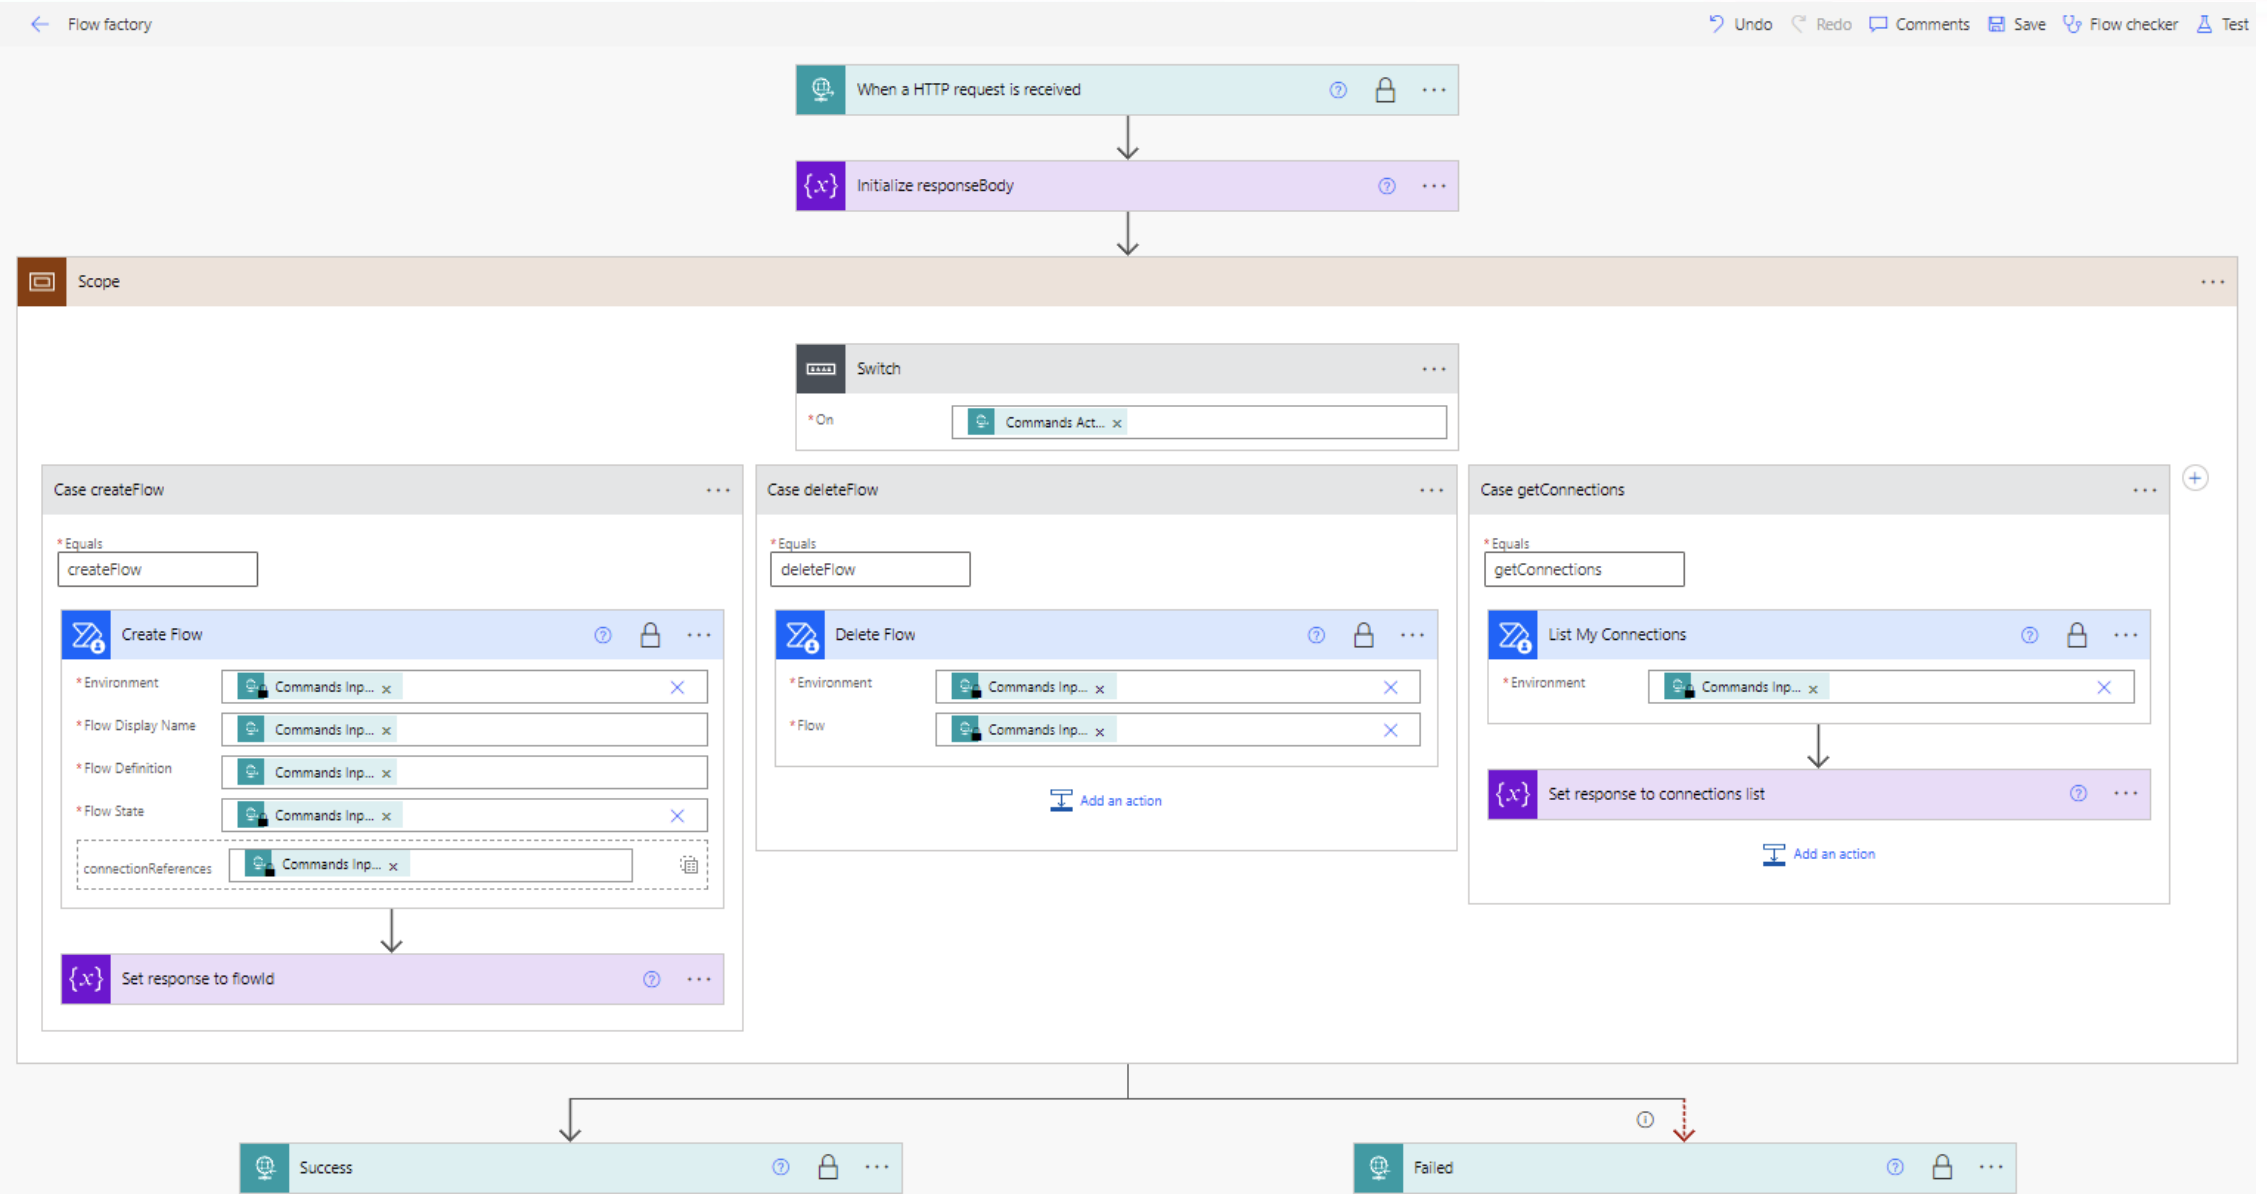 Flow factory
Undo Redo Comments Save Flow checker Test
When a HTTP request is received
{x} Initialize responseBody
Scope
Switch
*On Commands Act... ×
Case createFlow
*Equals
createFlow
Create Flow
*Environment Commands Inp... ×
*Flow Display Name Commands Inp... ×
*Flow Definition Commands Inp... ×
*Flow State Commands Inp... ×
connectionReferences Commands Inp... ×
{x} Set response to flowId
Case deleteFlow
*Equals
deleteFlow
Delete Flow
*Environment Commands Inp... ×
*Flow Commands Inp... ×
Add an action
Case getConnections
*Equals
getConnections
List My Connections
*Environment Commands Inp... ×
{x} Set response to connections list
Add an action
Success
Failed